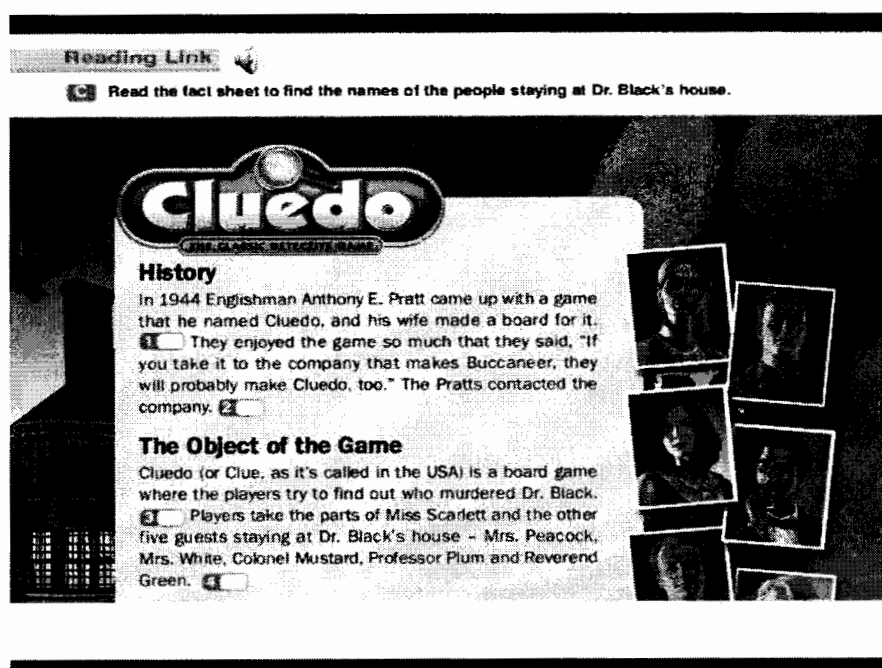 Reading Link
C Read the fact sheet to find the names of the people staying at Dr. Black's house.
Cluedo
THE CLASSIC DETECTIVE GAME
History
In 1944 Englishman Anthony E. Pratt came up with a game
that he named Cluedo, and his wife made a board for it.
1 They enjoyed the game so much that they said, "If
you take it to the company that makes Buccaneer, they
will probably make Cluedo, too." The Pratts contacted the
company. 2
The Object of the Game
Cluedo (or Clue, as it's called in the USA) is a board game
where the players try to find out who murdered Dr. Black.
3 Players take the parts of Miss Scarlett and the other
five guests staying at Dr. Black's house – Mrs. Peacock,
Mrs. White, Colonel Mustard, Professor Plum and Reverend
Green. 4